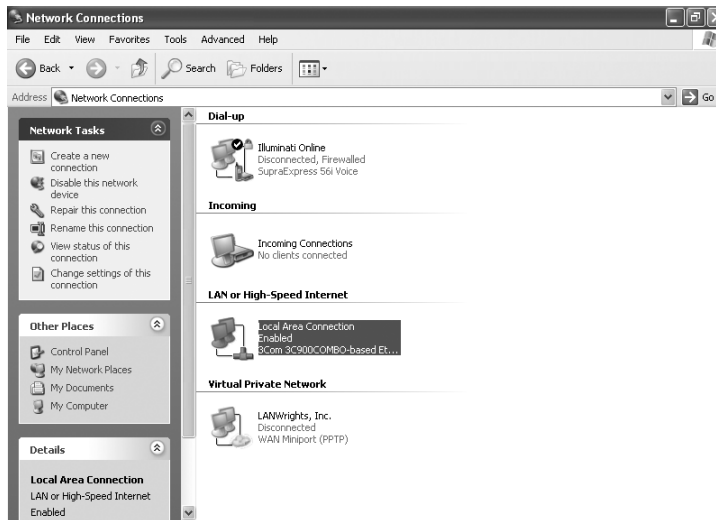 Network Connections
File Edit View Favorites Tools Advanced Help
Back Search Folders
Address Network Connections Go
Network Tasks
Create a new
connection
Disable this network
device
Repair this connection
Rename this connection
View status of this
connection
Change settings of this
connection
Other Places
Control Panel
My Network Places
My Documents
My Computer
Details
Local Area Connection
LAN or High-Speed Internet
Enabled
Dial-up
Illuminati Online
Disconnected, Firewalled
SupraExpress 56i Voice
Incoming
Incoming Connections
No clients connected
LAN or High-Speed Internet
Local Area Connection
Enabled
3Com 3C900COMBO-based Et...
Virtual Private Network
LANWrights, Inc.
Disconnected
WAN Miniport (PPTP)